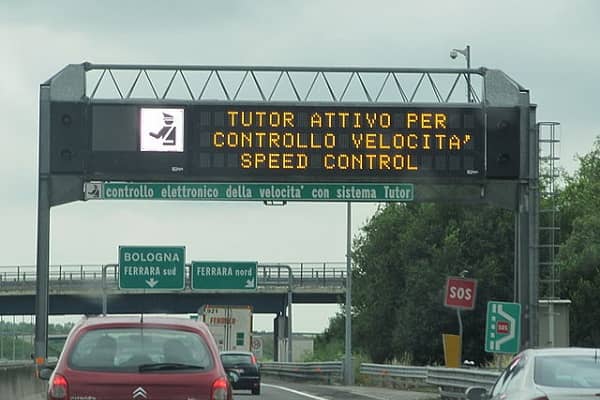 TUTOR ATTIVO PER
CONTROLLO VELOCITA'
SPEED CONTROL
controllo elettronico della velocita' con sistema Tutor
BOLOGNA
FERRARA sud
FERRARA nord
SOS
SOS